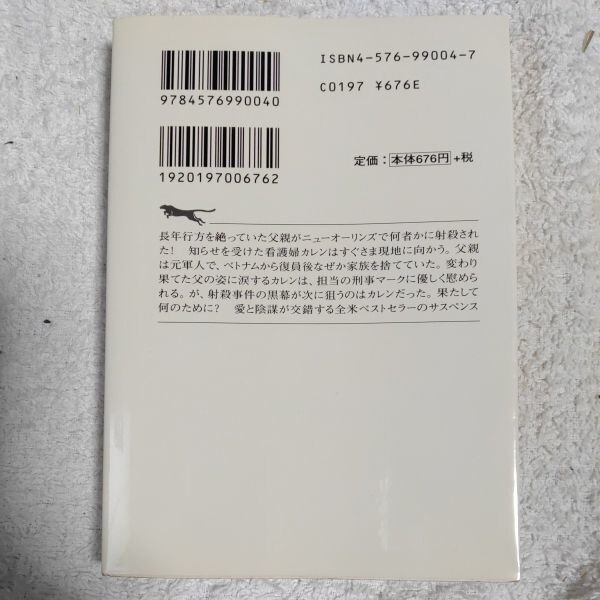 ISBN4-576-99004-7
9784576990040
C0197 ¥676E
定価：本体676円+税
1920197006762
長年行方を絶っていた父親がニューオーリンズで何者かに射殺され
た！　知らせを受けた看護婦カレンはすぐさま現地に向かう。父親
は元軍人で、ベトナムから復員後なぜか家族を捨てていた。変わり
果てた父の姿に涙するカレンは、担当の刑事マークに優しく慰められ
る。が、射殺事件の黒幕が次に狙うのはカレンだった。果たして
何のために？　愛と陰謀が交錯する全米ベストセラーのサスペンス